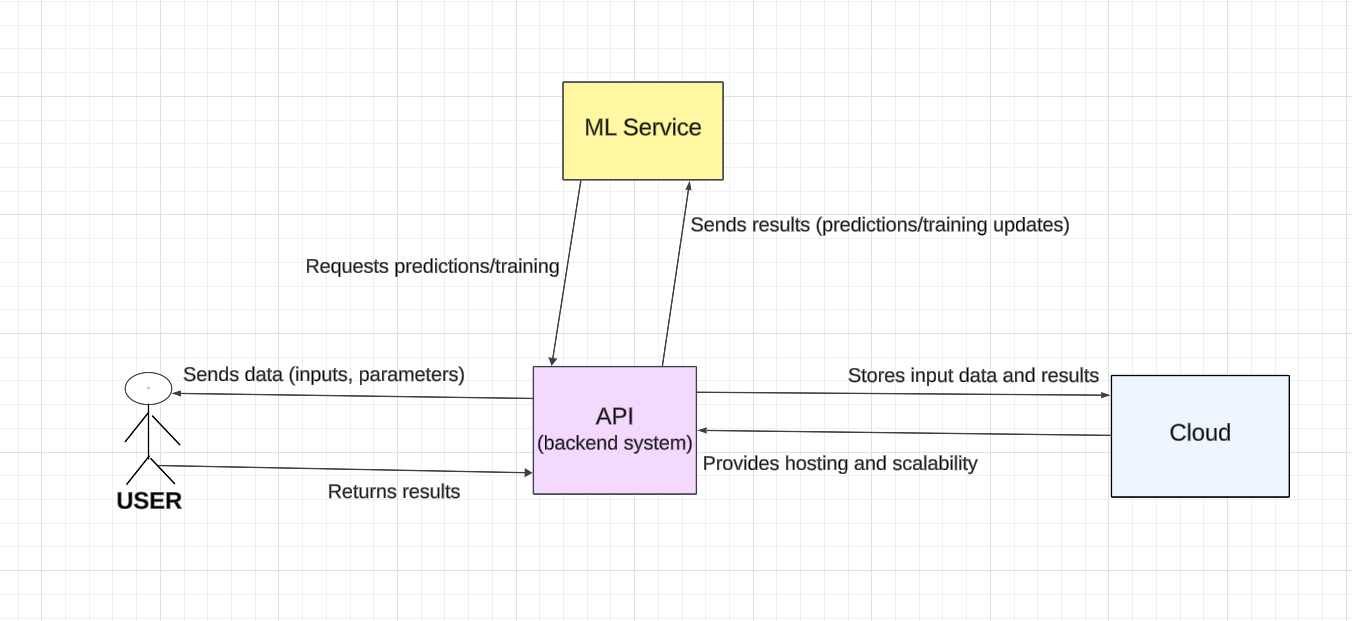 ML Service
Sends results (predictions/training updates)
Requests predictions/training
Sends data (inputs, parameters)
Stores input data and results
API
(backend system)
Cloud
Provides hosting and scalability
Returns results
USER